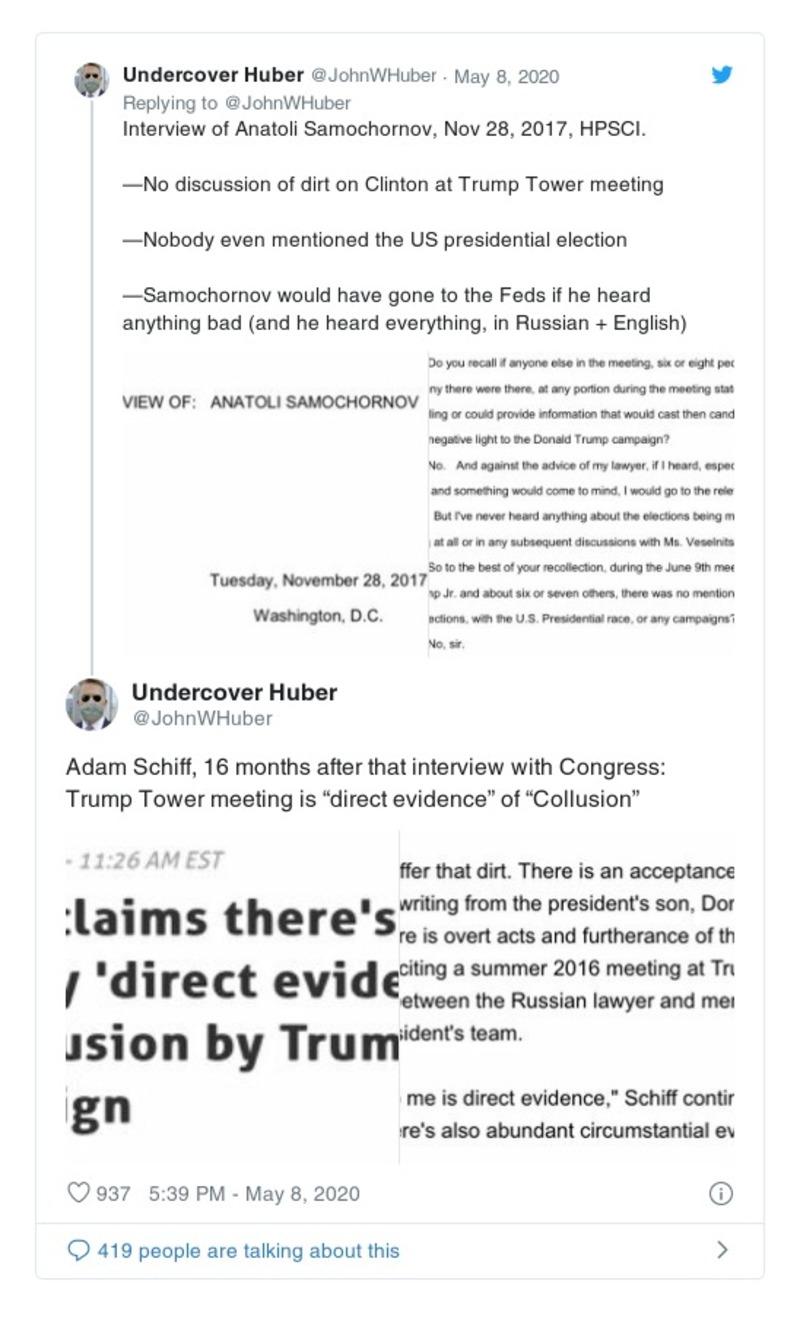 Undercover Huber @JohnWHuber · May 8, 2020
Replying to @JohnWHuber
Interview of Anatoli Samochornov, Nov 28, 2017, HPSCI.
—No discussion of dirt on Clinton at Trump Tower meeting
—Nobody even mentioned the US presidential election
—Samochornov would have gone to the Feds if he heard
anything bad (and he heard everything, in Russian + English)
VIEW OF: ANATOLI SAMOCHORNOV
Tuesday, November 28, 2017
Washington, D.C.
Do you recall if anyone else in the meeting, six or eight pec
ny there were there, at any portion during the meeting stat
ling or could provide information that would cast then cand
negative light to the Donald Trump campaign?
No. And against the advice of my lawyer, if I heard, espec
and something would come to mind, I would go to the rele
But I've never heard anything about the elections being m
at all or in any subsequent discussions with Ms. Veselnits
So to the best of your recollection, during the June 9th mee
np Jr. and about six or seven others, there was no mention
ections, with the U.S. Presidential race, or any campaigns?
No, sir.
Undercover Huber
@JohnWHuber
Adam Schiff, 16 months after that interview with Congress:
Trump Tower meeting is “direct evidence” of “Collusion”
- 11:26 AM EST
claims there's
y 'direct evide
usion by Trum
ign
ffer that dirt. There is an acceptance
writing from the president's son, Don
re is overt acts and furtherance of th
citing a summer 2016 meeting at Tru
etween the Russian lawyer and mer
sident's team.
me is direct evidence," Schiff contin
re's also abundant circumstantial ev
937 5:39 PM - May 8, 2020
419 people are talking about this